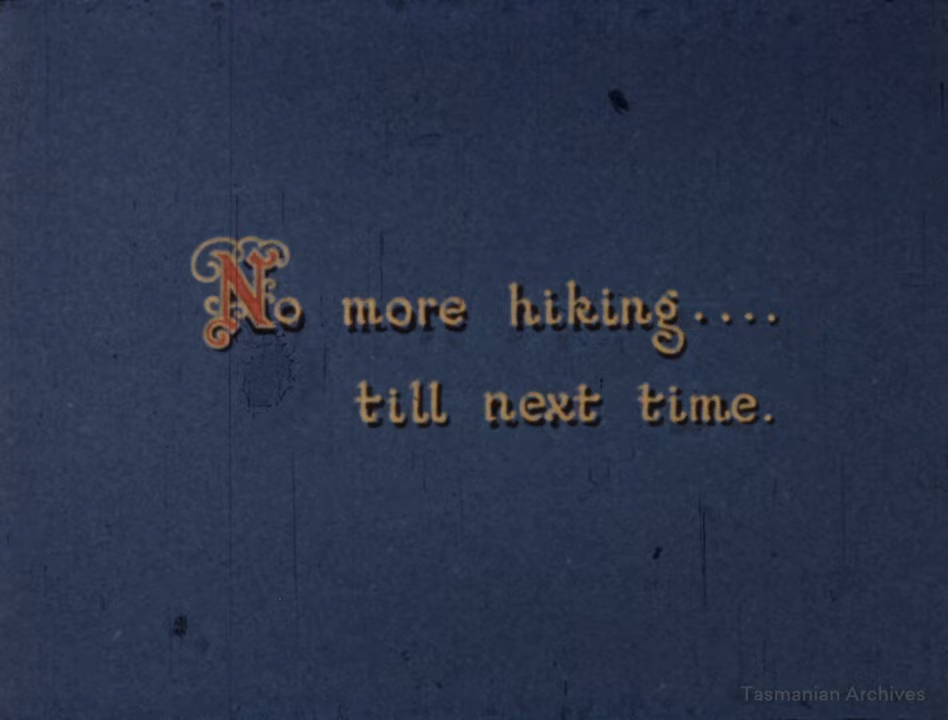 No more hiking....
till next time.
Tasmanian Archives